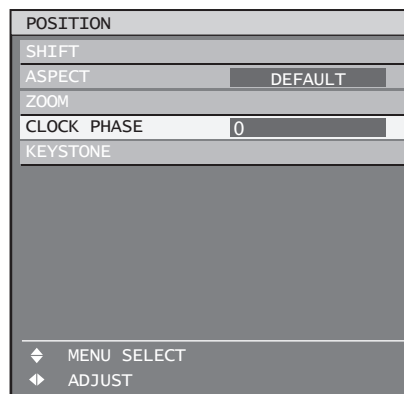 POSITION
SHIFT
ASPECT DEFAULT
ZOOM
CLOCK PHASE 0
KEYSTONE
MENU SELECT
ADJUST